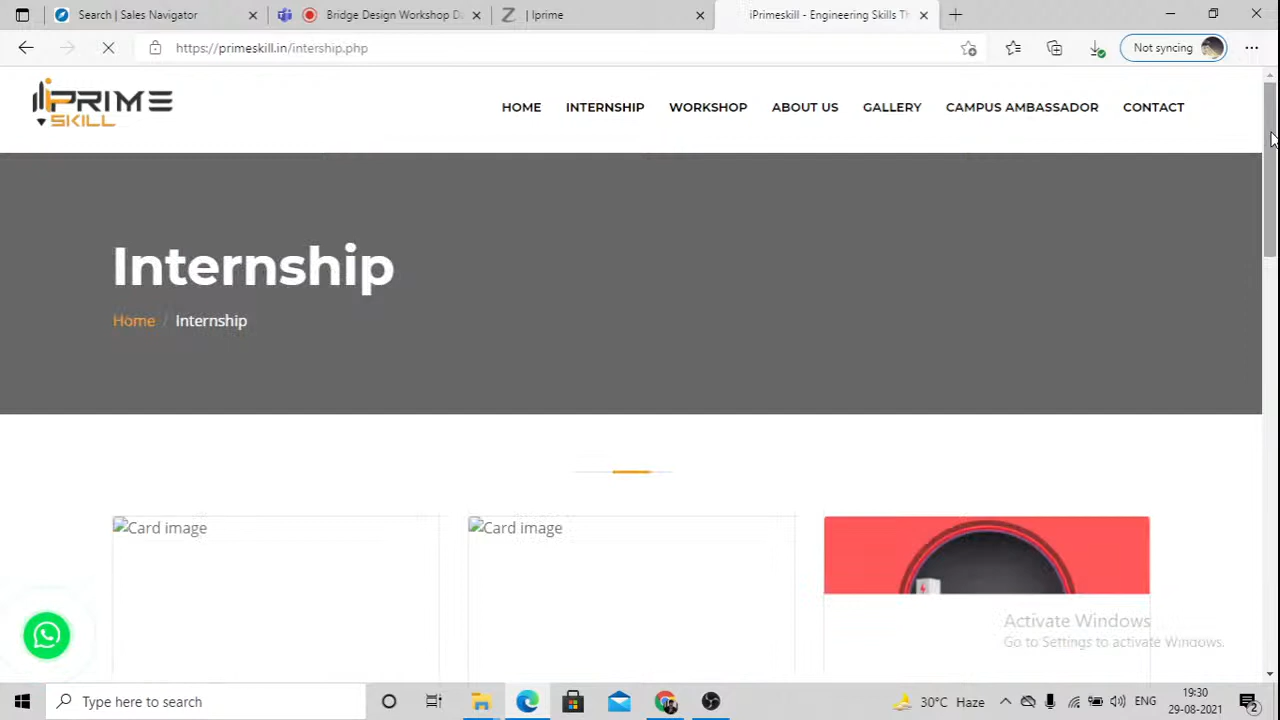 Search | Sales Navigator
Bridge Design Workshop D
| Iprime
iPrimeskill - Engineering Skills Th
https://primeskill.in/intership.php
Not syncing
PRIME
SKILL
HOME
INTERNSHIP
WORKSHOP
ABOUT US
GALLERY
CAMPUS AMBASSADOR
CONTACT
Internship
Home / Internship
Card image
Card image
Activate Windows
Go to Settings to activate Windows.
Type here to search
30°C Haze
ENG
19:30
29-08-2021
2